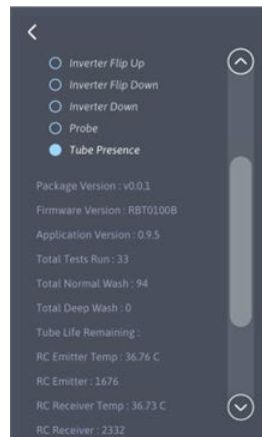 Inverter Flip Up
Inverter Flip Down
Inverter Down
Probe
Tube Presence
Package Version : v0.0.1
Firmware Version : RBT0100B
Application Version : 0.9.5
Total Tests Run : 33
Total Normal Wash : 94
Total Deep Wash : 0
Tube Life Remaining :
RC Emitter Temp : 36.76 C
RC Emitter : 1676
RC Receiver Temp : 36.73 C
RC Receiver : 2332